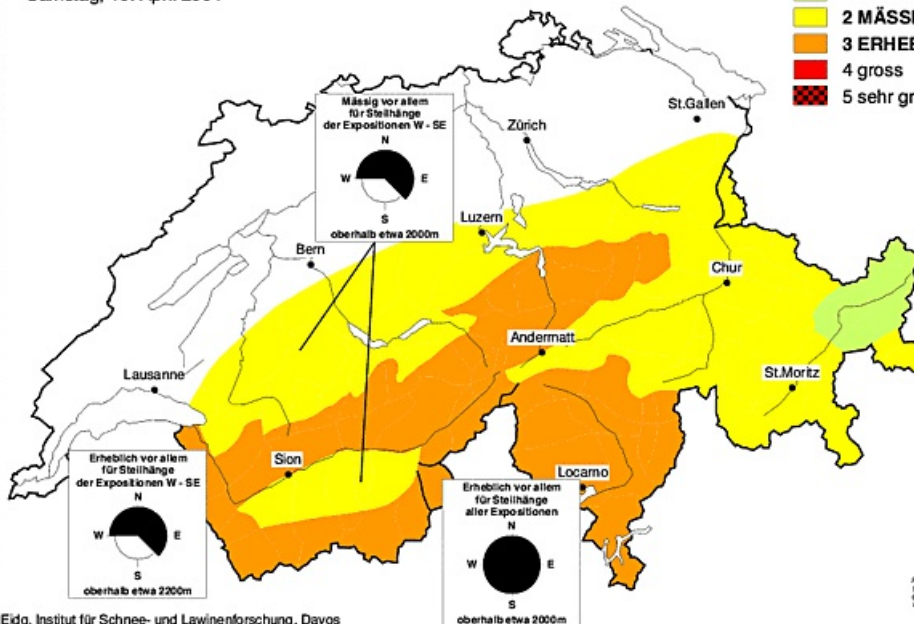 2 MÄSSI
3 ERHEB
4 gross
5 sehr gr
St.Gallen
Zürich
Mässig vor allem
für Steilhänge
der Expositionen W - SE
N
W E
S
oberhalb etwa 2000m
Luzern
Bern
Chur
Andermatt
Lausanne
St.Moritz
Sion
Locarno
Erheblich vor allem
für Steilhänge
der Expositionen W - SE
N
W E
S
oberhalb etwa 2200m
Erheblich vor allem
für Steilhänge
aller Expositionen
N
W E
S
oberhalb etwa 2000m
Eidg. Institut für Schnee- und Lawinenforschung, Davos